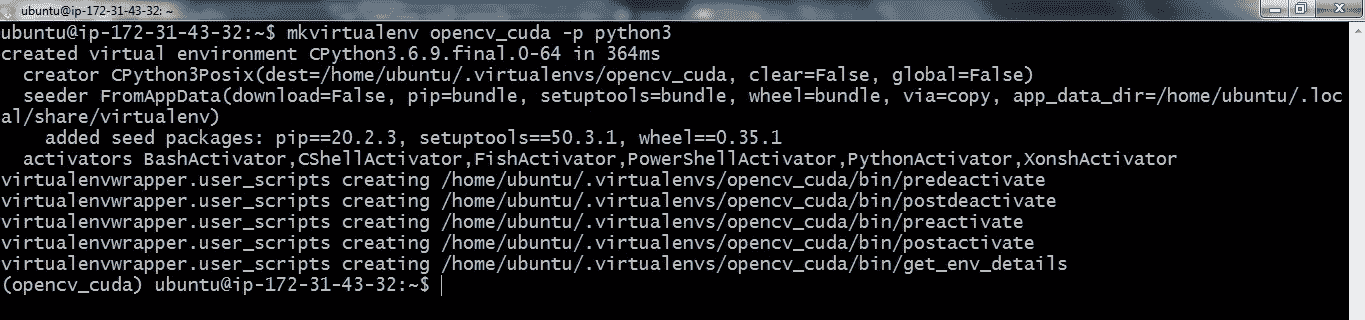 ubuntu@ip-172-31-43-32: ~
ubuntu@ip-172-31-43-32:~$ mkvirtualenv opencv_cuda -p python3
created virtual environment CPython3.6.9.final.0-64 in 364ms
  creator CPython3Posix(dest=/home/ubuntu/.virtualenvs/opencv_cuda, clear=False, global=False)
  seeder FromAppData(download=False, pip=bundle, setuptools=bundle, wheel=bundle, via=copy, app_data_dir=/home/ubuntu/.loc
al/share/virtualenv)
    added seed packages: pip==20.2.3, setuptools==50.3.1, wheel==0.35.1
  activators BashActivator,CShellActivator,FishActivator,PowerShellActivator,PythonActivator,XonshActivator
virtualenvwrapper.user_scripts creating /home/ubuntu/.virtualenvs/opencv_cuda/bin/predeactivate
virtualenvwrapper.user_scripts creating /home/ubuntu/.virtualenvs/opencv_cuda/bin/postdeactivate
virtualenvwrapper.user_scripts creating /home/ubuntu/.virtualenvs/opencv_cuda/bin/preactivate
virtualenvwrapper.user_scripts creating /home/ubuntu/.virtualenvs/opencv_cuda/bin/postactivate
virtualenvwrapper.user_scripts creating /home/ubuntu/.virtualenvs/opencv_cuda/bin/get_env_details
(opencv_cuda) ubuntu@ip-172-31-43-32:~$